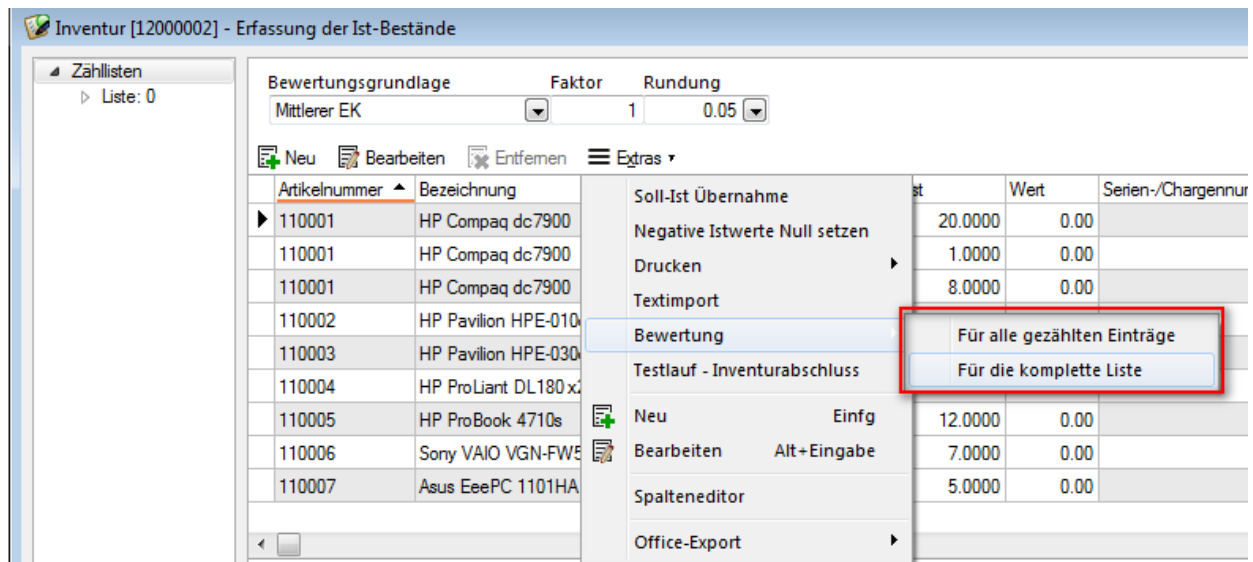 Inventur [12000002] - Erfassung der Ist-Bestände
Zähllisten
Liste: 0
Bewertungsgrundlage Faktor Rundung
Mittlerer EK 1 0.05
Neu Bearbeiten Entfernen Extras
Artikelnummer Bezeichnung st Wert Serien-/Chargennur
110001 HP Compaq dc7900 20.0000 0.00
110001 HP Compaq dc7900 1.0000 0.00
110001 HP Compaq dc7900 8.0000 0.00
110002 HP Pavilion HPE-010
110003 HP Pavilion HPE-030
110004 HP ProLiant DL180 x2
110005 HP ProBook 4710s 12.0000 0.00
110006 Sony VAIO VGN-FW5 7.0000 0.00
110007 Asus EeePC 1101HA 5.0000 0.00
Soll-Ist Übernahme
Negative Istwerte Null setzen
Drucken
Textimport
Bewertung
Testlauf - Inventurabschluss
Neu Einfg
Bearbeiten Alt+Eingabe
Spalteneditor
Office-Export
Für alle gezählten Einträge
Für die komplette Liste